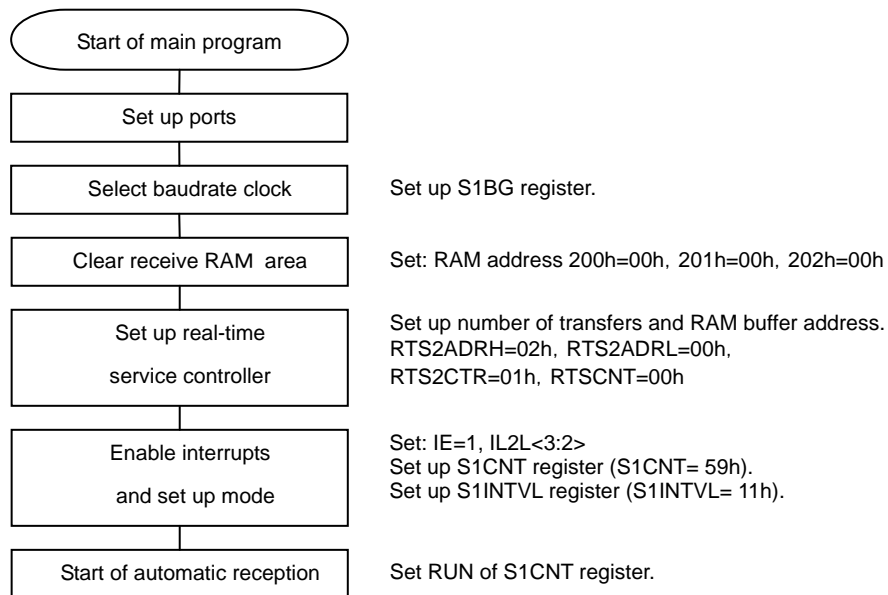 Start of main program
Set up ports
Select baudrate clock
Set up S1BG register.
Clear receive RAM area
Set: RAM address 200h=00h, 201h=00h, 202h=00h
Set up real-time
service controller
Set up number of transfers and RAM buffer address.
RTS2ADRH=02h, RTS2ADRL=00h,
RTS2CTR=01h, RTSCNT=00h
Enable interrupts
and set up mode
Set: IE=1, IL2L<3:2>
Set up S1CNT register (S1CNT= 59h).
Set up S1INTVL register (S1INTVL= 11h).
Start of automatic reception
Set RUN of S1CNT register.